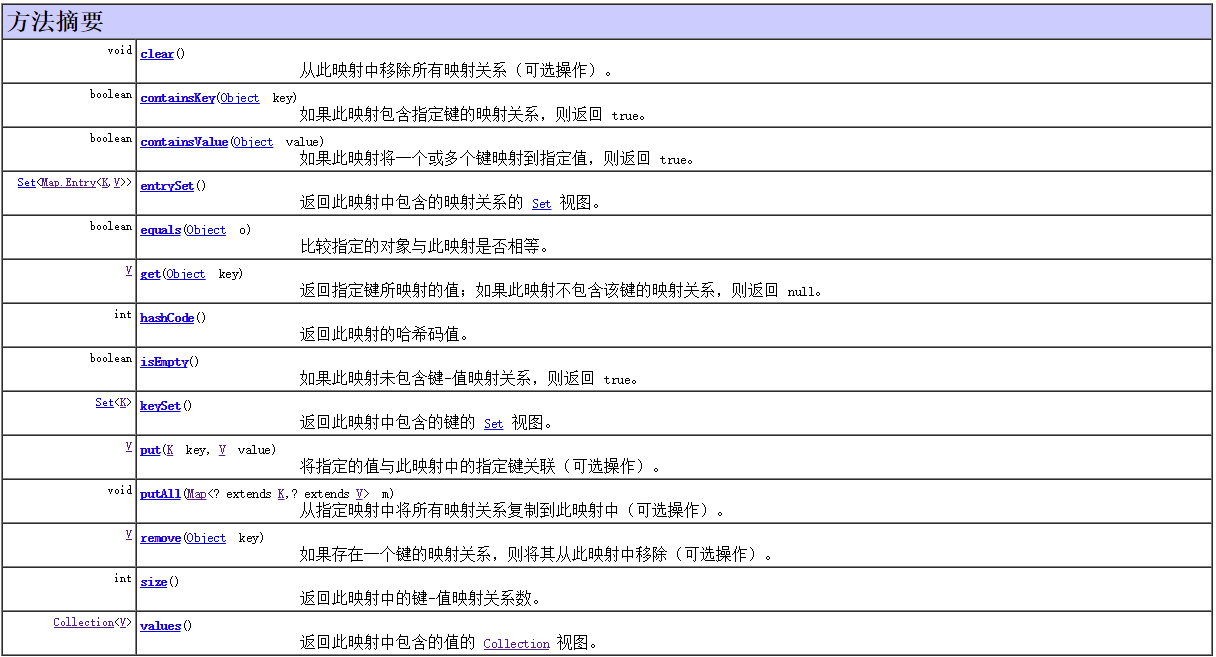 方法摘要
void clear()
从此映射中移除所有映射关系（可选操作）。
boolean containsKey(Object key)
如果此映射包含指定键的映射关系，则返回 true。
boolean containsValue(Object value)
如果此映射将一个或多个键映射到指定值，则返回 true。
Set<Map.Entry<K,V>> entrySet()
返回此映射中包含的映射关系的 Set 视图。
boolean equals(Object o)
比较指定的对象与此映射是否相等。
V get(Object key)
返回指定键所映射的值；如果此映射不包含该键的映射关系，则返回 null。
int hashCode()
返回此映射的哈希码值。
boolean isEmpty()
如果此映射未包含键-值映射关系，则返回 true。
Set<K> keySet()
返回此映射中包含的键的 Set 视图。
V put(K key, V value)
将指定的值与此映射中的指定键关联（可选操作）。
void putAll(Map<? extends K,? extends V> m)
从指定映射中将所有映射关系复制到此映射中（可选操作）。
V remove(Object key)
如果存在一个键的映射关系，则将其从此映射中移除（可选操作）。
int size()
返回此映射中的键-值映射关系数。
Collection<V> values()
返回此映射中包含的值的 Collection 视图。